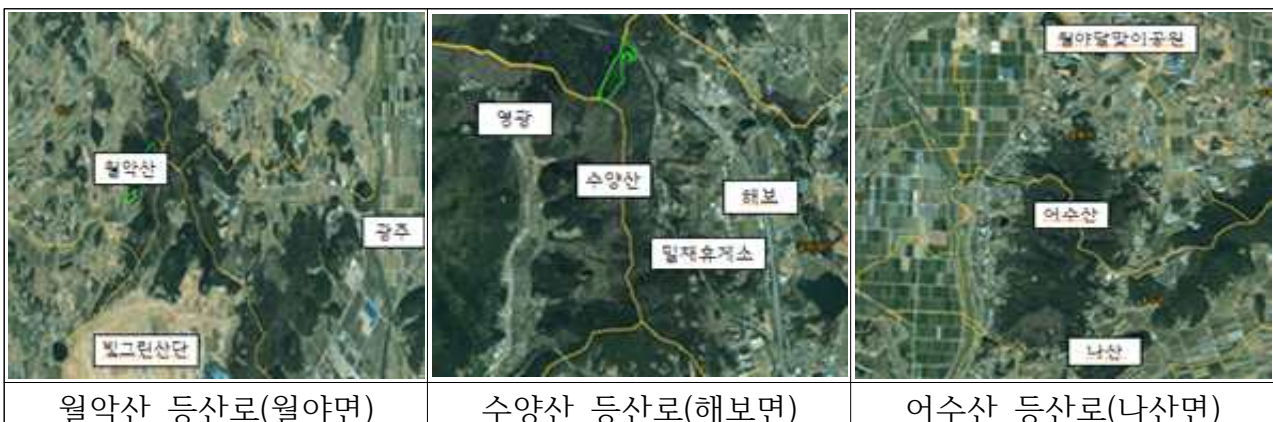 월악산
광주
빛그린산단
영광
수양산
해보
밀재휴게소
월야달맞이공원
어수산
나산
월악산 등산로(월야면)
수양산 등산로(해보면)
어수산 등산로(나산면)